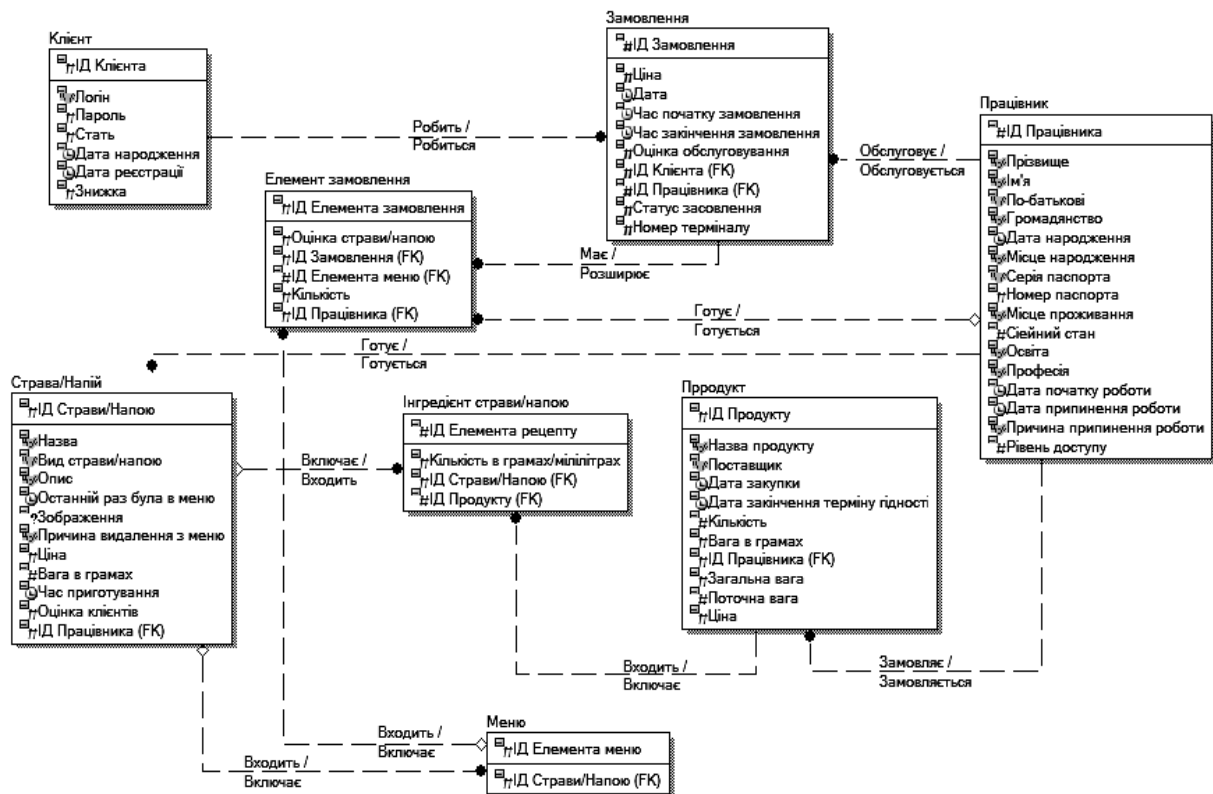 Клієнт
ІД Клієнта
Логін
Пароль
Стать
Дата народження
Дата реєстрації
Знижка
Робить /
Робиться
Замовлення
ІД Замовлення
Ціна
Дата
Час початку замовлення
Час закінчення замовлення
Оцінка обслуговування
ІД Клієнта (FK)
ІД Працівника (FK)
Статус засовлення
Номер терміналу
Обслуговує /
Обслуговується
Працівник
ІД Працівника
Прізвище
Ім'я
По-батькові
Громадянство
Дата народження
Місце народження
Серія паспорта
Номер паспорта
Місце проживання
Сіейний стан
Освіта
Професія
Дата початку роботи
Дата припинення роботи
Причина припинення роботи
Рівень доступу
Елемент замовлення
ІД Елемента замовлення
Оцінка страви/напою
ІД Замовлення (FK)
ІД Елемента меню (FK)
Кількість
ІД Працівника (FK)
Має /
Розширює
Готує /
Готується
Готує /
Готується
Страва/Напій
ІД Страви/Напою
Назва
Вид страви/напою
Опис
Останній раз була в меню
Зображення
Причина видалення з меню
Ціна
Вага в грамах
Час приготування
Оцінка клієнтів
ІД Працівника (FK)
Включає /
Входить
Інгредієнт страви/напою
ІД Елемента рецепту
Кількість в грамах/мілілітрах
ІД Страви/Напою (FK)
ІД Продукту (FK)
Прродукт
ІД Продукту
Назва продукту
Поставщик
Дата закупки
Дата закінчення терміну гідності
Кількість
Вага в грамах
ІД Працівника (FK)
Загальна вага
Поточна вага
Ціна
Входить /
Включає
Замовляє /
Замовляється
Входить /
Включає
Входить /
Включає
Меню
ІД Елемента меню
ІД Страви/Напою (FK)